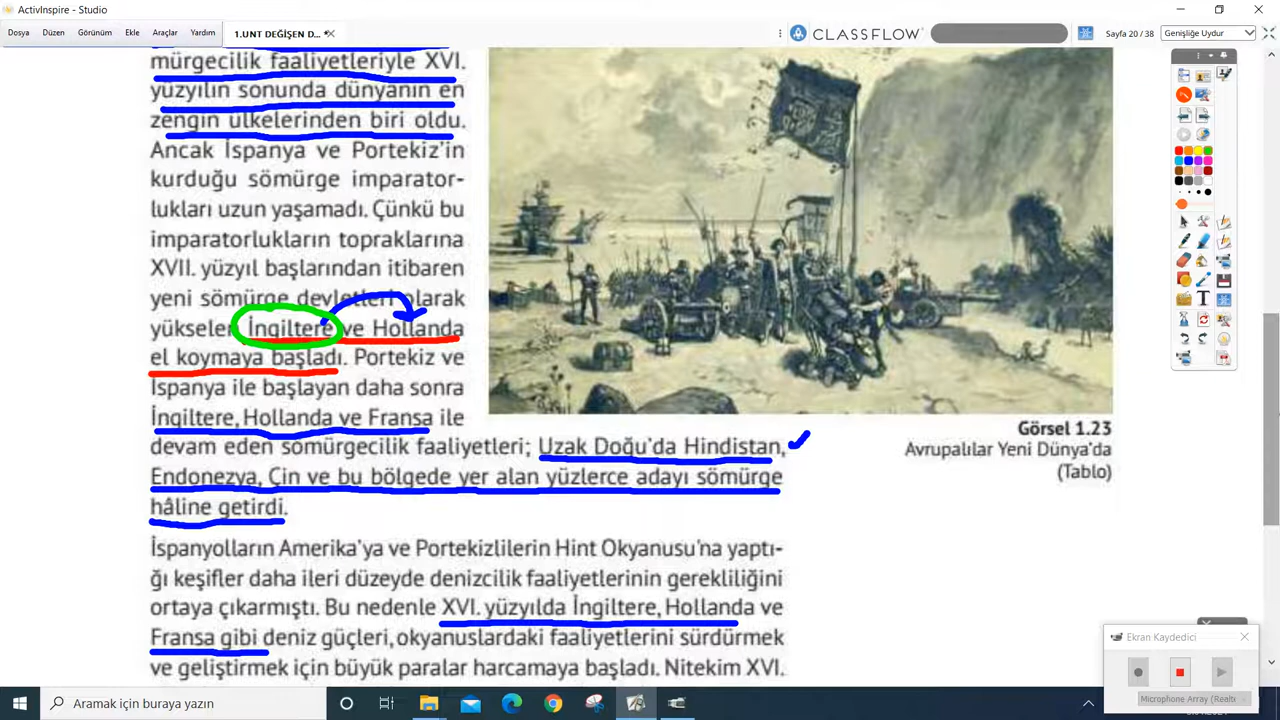 ActivInspire - Studio
Dosya Düzen Görünüm Ekle Araçlar Yardım
1.UNT DEĞİŞEN D...
CLASSFLOW
Sayfa 20 / 38
Genişliğe Uydur
mürgecilik faaliyetleriyle XVI.
yüzyılın sonunda dünyanın en
zengin ülkelerinden biri oldu.
Ancak İspanya ve Portekiz'in
kurduğu sömürge imparator-
lukları uzun yaşamadı. Çünkü bu
imparatorlukların topraklarına
XVII. yüzyıl başlarından itibaren
yeni sömürge devletleri olarak
yükselen İngiltere ve Hollanda
el koymaya başladı. Portekiz ve
İspanya ile başlayan daha sonra
İngiltere, Hollanda ve Fransa ile
devam eden sömürgecilik faaliyetleri; Uzak Doğu'da Hindistan,
Endonezya, Çin ve bu bölgede yer alan yüzlerce adayı sömürge
hâline getirdi.
Görsel 1.23
Avrupalılar Yeni Dünya'da
(Tablo)
İspanyolların Amerika'ya ve Portekizlilerin Hint Okyanusu'na yaptı-
ğı keşifler daha ileri düzeyde denizcilik faaliyetlerinin gerekliliğini
ortaya çıkarmıştı. Bu nedenle XVI. yüzyılda İngiltere, Hollanda ve
Fransa gibi deniz güçleri, okyanuslardaki faaliyetlerini sürdürmek
ve geliştirmek için büyük paralar harcamaya başladı. Nitekim XVI.
Ekran Kaydedici
Microphone Array (Realte
Aramak için buraya yazın